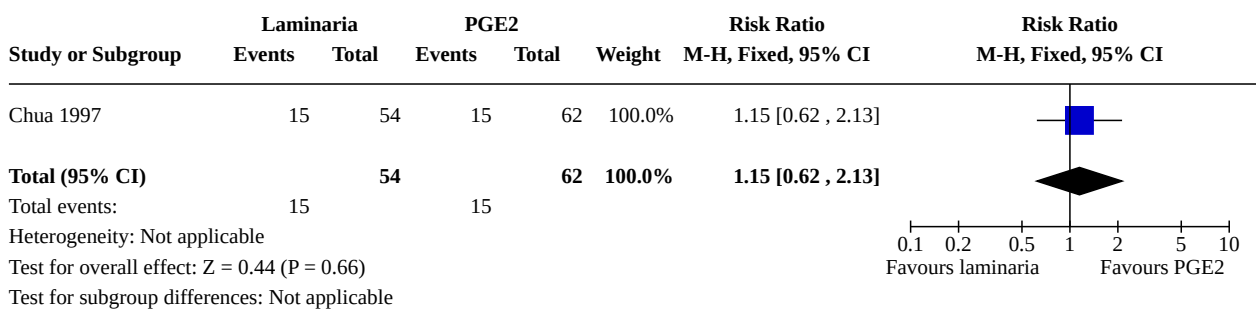 Laminaria PGE2 Risk Ratio Risk Ratio
Study or Subgroup Events Total Events Total Weight M-H, Fixed, 95% CI M-H, Fixed, 95% CI
Chua 1997 15 54 15 62 100.0% 1.15 [0.62 , 2.13]
Total (95% CI) 54 62 100.0% 1.15 [0.62 , 2.13]
Total events: 15 15
Heterogeneity: Not applicable
0.1 0.2 0.5 1 2 5 10
Test for overall effect: Z = 0.44 (P = 0.66) Favours laminaria Favours PGE2
Test for subgroup differences: Not applicable